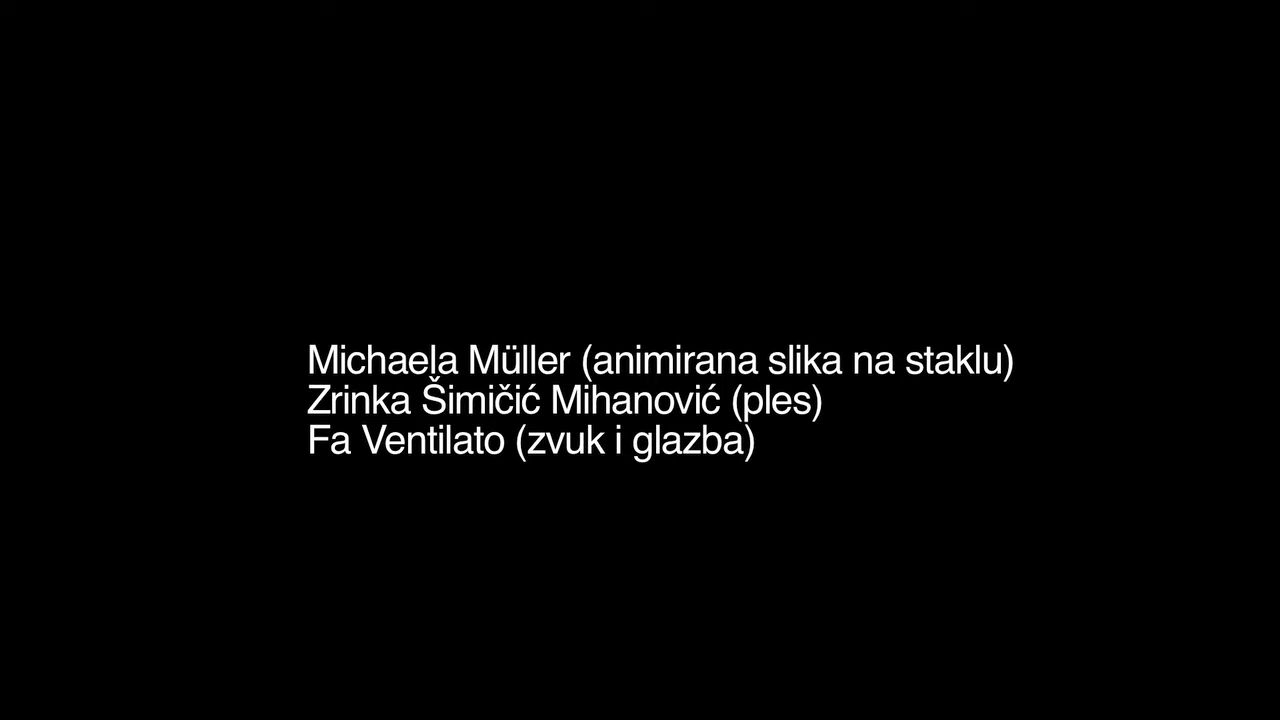 Michaela Müller (animirana slika na staklu)
Zrinka Šimičić Mihanović (ples)
Fa Ventilato (zvuk i glazba)